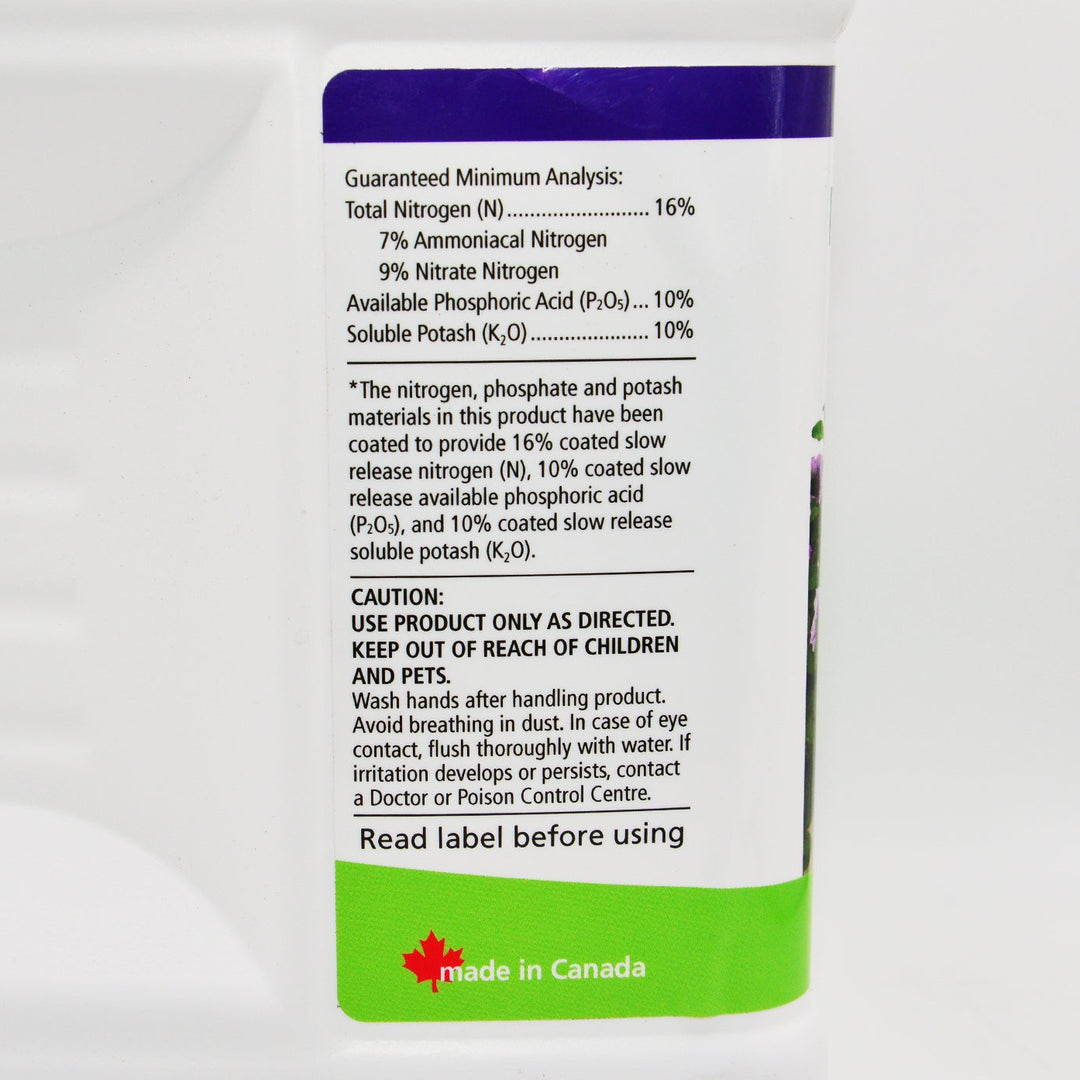 Guaranteed Minimum Analysis:
Total Nitrogen (N)......................... 16%
7% Ammoniacal Nitrogen
9% Nitrate Nitrogen
Available Phosphoric Acid (P₂O₅)... 10%
Soluble Potash (K₂O)..................... 10%
*The nitrogen, phosphate and potash
materials in this product have been
coated to provide 16% coated slow
release nitrogen (N), 10% coated slow
release available phosphoric acid
(P₂O₅), and 10% coated slow release
soluble potash (K₂O).
CAUTION:
USE PRODUCT ONLY AS DIRECTED.
KEEP OUT OF REACH OF CHILDREN
AND PETS.
Wash hands after handling product.
Avoid breathing in dust. In case of eye
contact, flush thoroughly with water. If
irritation develops or persists, contact
a Doctor or Poison Control Centre.
Read label before using
made in Canada